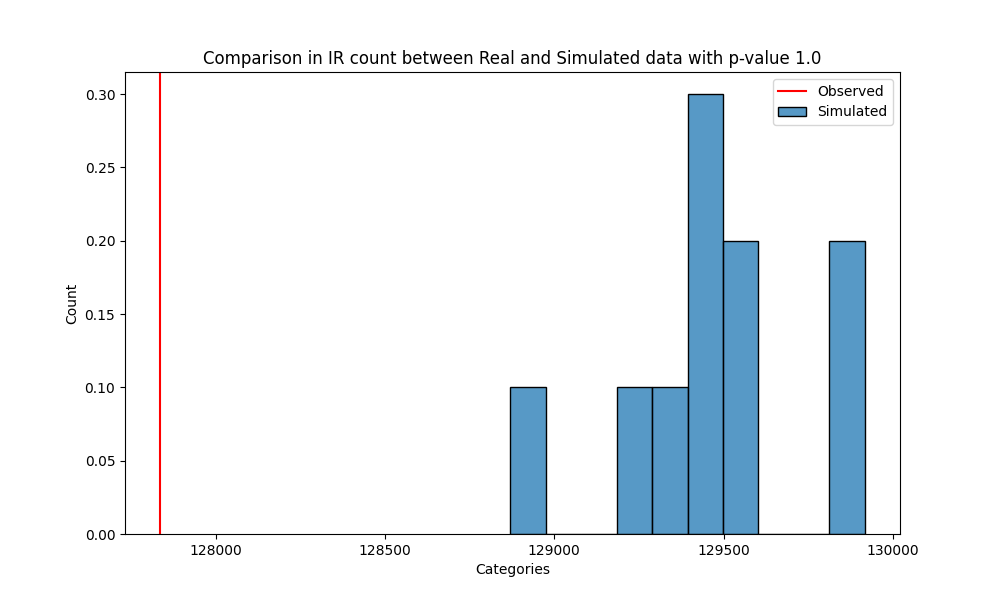 Comparison in IR count between Real and Simulated data with p-value 1.0
Observed
Simulated
0.30
0.25
0.20
0.15
0.10
0.05
0.00
Count
128000 128500 129000 129500 130000
Categories